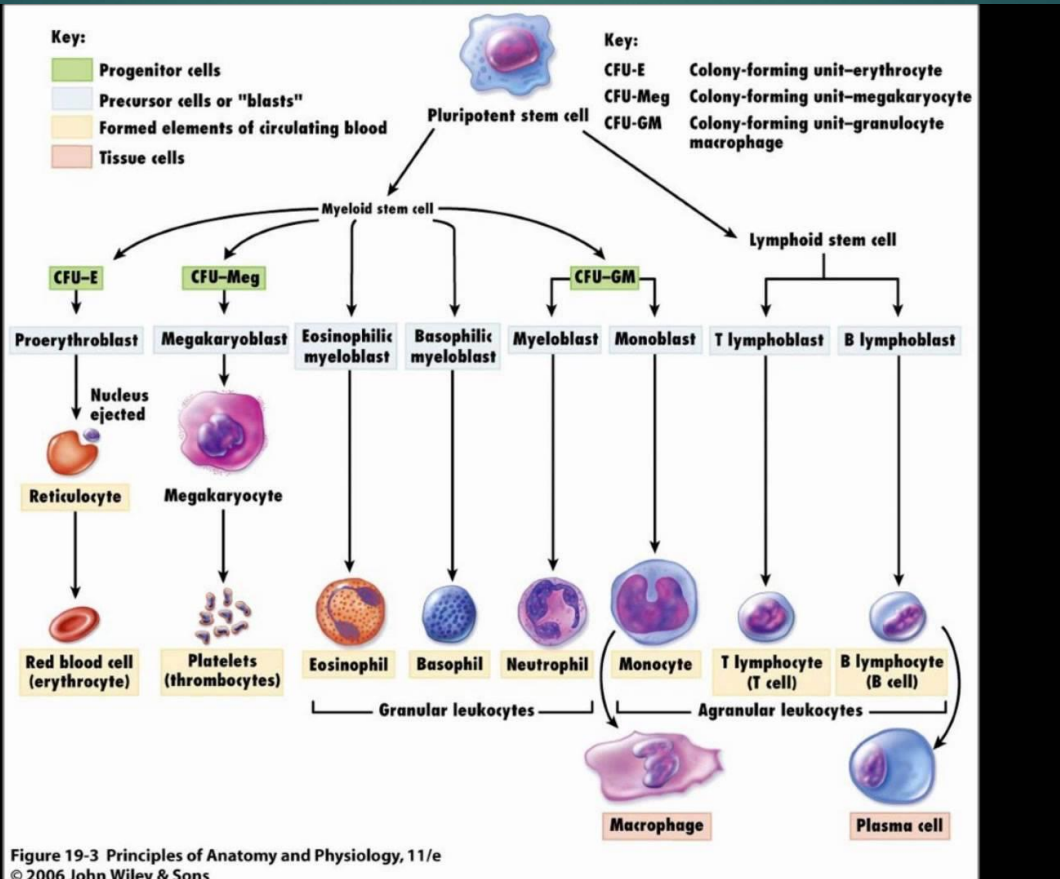 Key:
Progenitor cells
Precursor cells or "blasts"
Formed elements of circulating blood
Tissue cells
Pluripotent stem cell
Key:
CFU-E Colony-forming unit–erythrocyte
CFU-Meg Colony-forming unit–megakaryocyte
CFU-GM Colony-forming unit–granulocyte
macrophage
Myeloid stem cell
Lymphoid stem cell
CFU–E
CFU–Meg
CFU–GM
Proerythroblast
Megakaryoblast
Eosinophilic
myeloblast
Basophilic
myeloblast
Myeloblast
Monoblast
T lymphoblast
B lymphoblast
Nucleus
ejected
Reticulocyte
Megakaryocyte
Red blood cell
(erythrocyte)
Platelets
(thrombocytes)
Eosinophil
Basophil
Neutrophil
Monocyte
T lymphocyte
(T cell)
B lymphocyte
(B cell)
Granular leukocytes
Agranular leukocytes
Macrophage
Plasma cell
Figure 19-3 Principles of Anatomy and Physiology, 11/e
© 2006 John Wiley & Sons